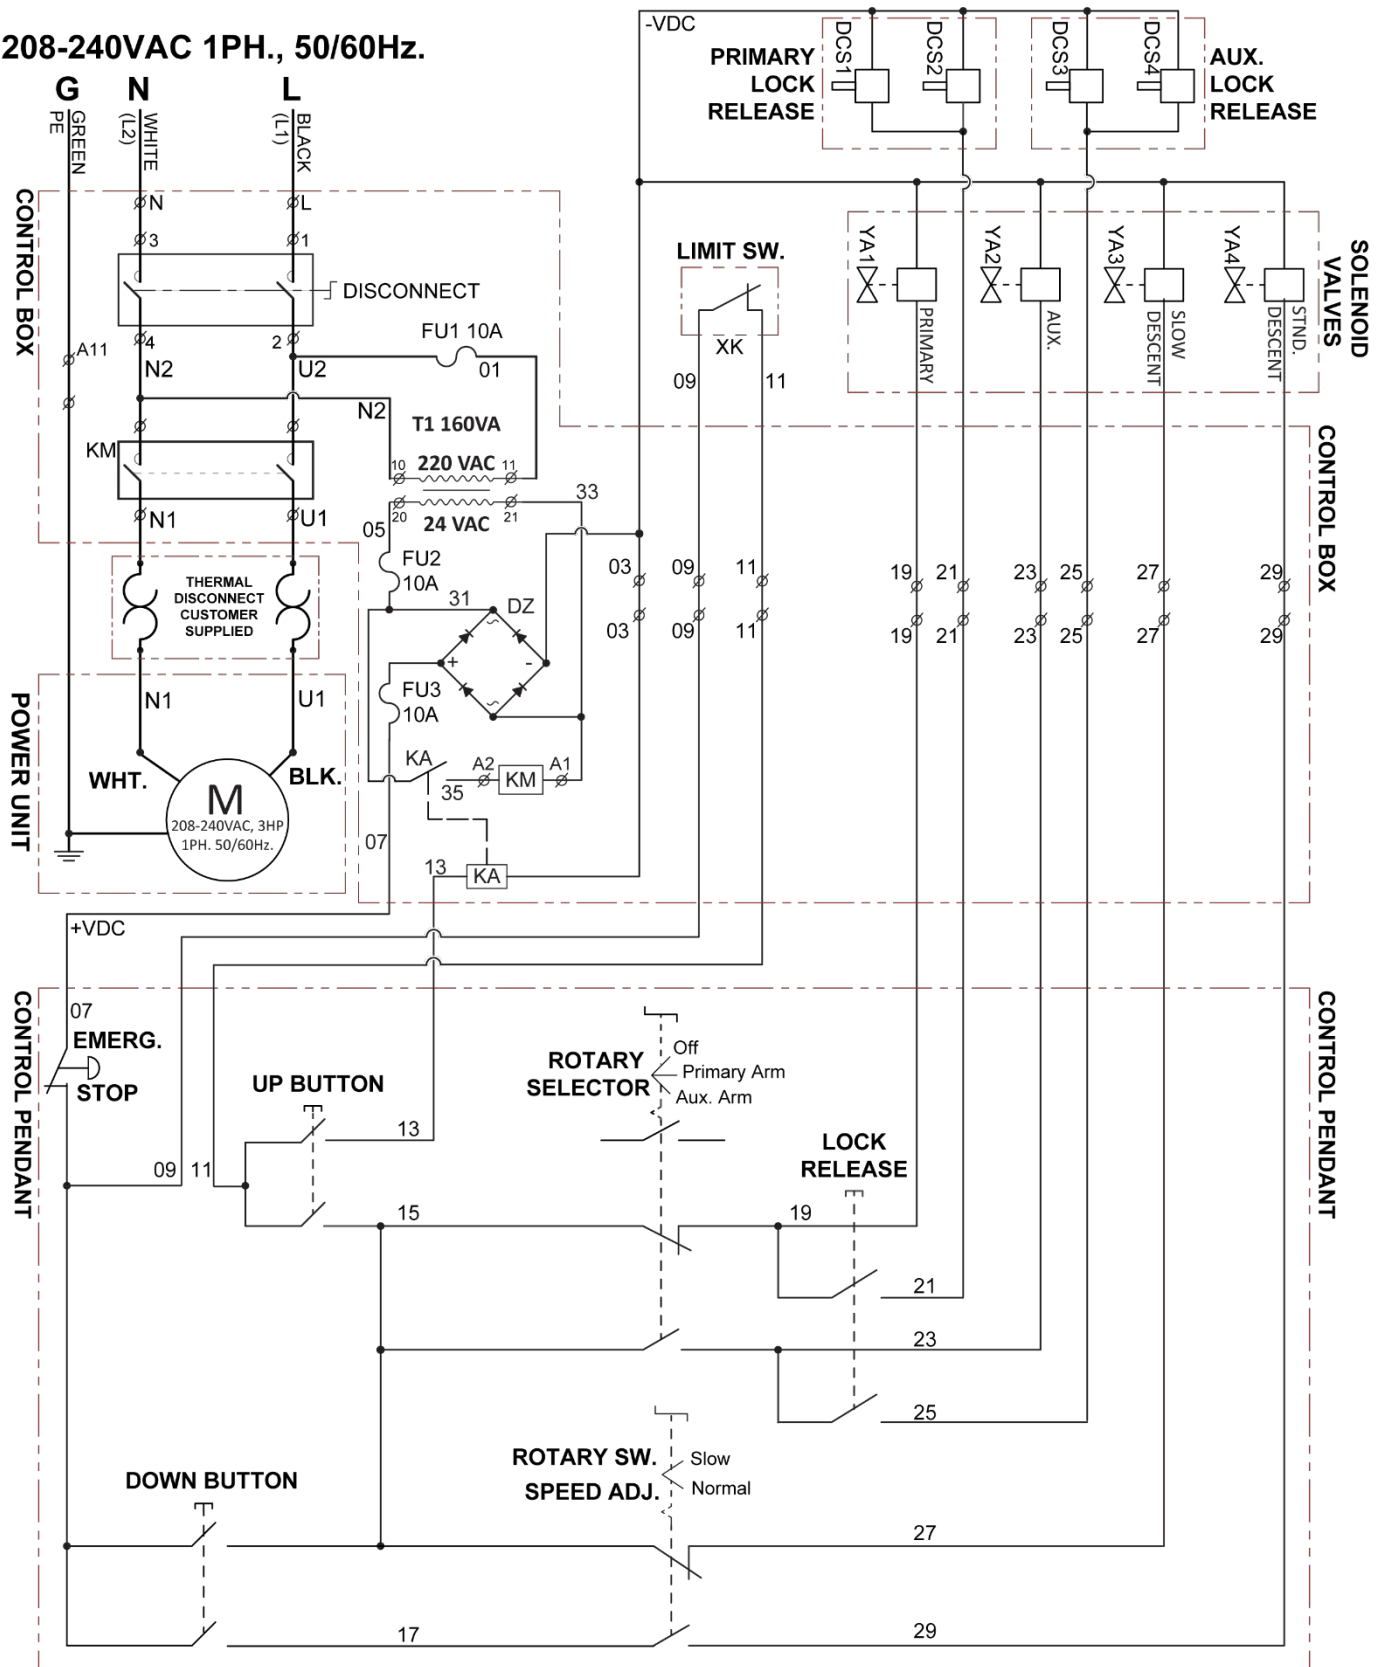 208-240VAC 1PH., 50/60Hz.
G N L
GREEN
PE
WHITE
(L2)
BLACK
(L1)
-VDC
PRIMARY
LOCK
RELEASE
DCS1
DCS2
DCS3
DCS4
AUX.
LOCK
RELEASE
CONTROL BOX
N
L
3
1
DISCONNECT
4
2
A11
N2
U2
FU1 10A
01
N2
T1 160VA
KM
10 220 VAC 11
20 24 VAC 21
33
05
N1
U1
LIMIT SW.
XK
09
11
YA1
PRIMARY
YA2
AUX.
YA3
SLOW
DESCENT
YA4
STND.
DESCENT
SOLENOID
VALVES
CONTROL BOX
THERMAL
DISCONNECT
CUSTOMER
SUPPLIED
FU2
10A
31
DZ
+
-
FU3
10A
03 09 11 19 21 23 25 27 29
03 09 11 19 21 23 25 27 29
POWER UNIT
N1
U1
WHT.
BLK.
M
208-240VAC, 3HP
1PH. 50/60Hz.
KA
35
A2
KM
A1
07
13
KA
+VDC
CONTROL PENDANT
07
EMERG.
STOP
09
11
UP BUTTON
13
15
ROTARY
SELECTOR
Off
Primary Arm
Aux. Arm
LOCK
RELEASE
19
21
23
25
CONTROL PENDANT
ROTARY SW.
SPEED ADJ.
Slow
Normal
DOWN BUTTON
27
17
29